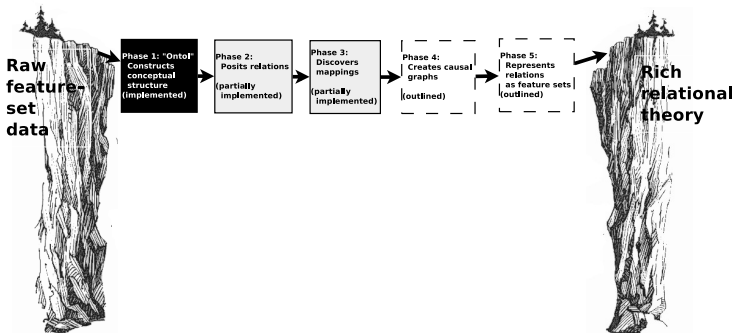 Raw
feature-
set
data
Phase 1: "Ontol"
Constructs
conceptual
structure
(implemented)
Phase 2:
Posits relations
(partially
implemented)
Phase 3:
Discovers
mappings
(partially
implemented)
Phase 4:
Creates causal
graphs
(outlined)
Phase 5:
Represents
relations
as feature sets
(outlined)
Rich
relational
theory